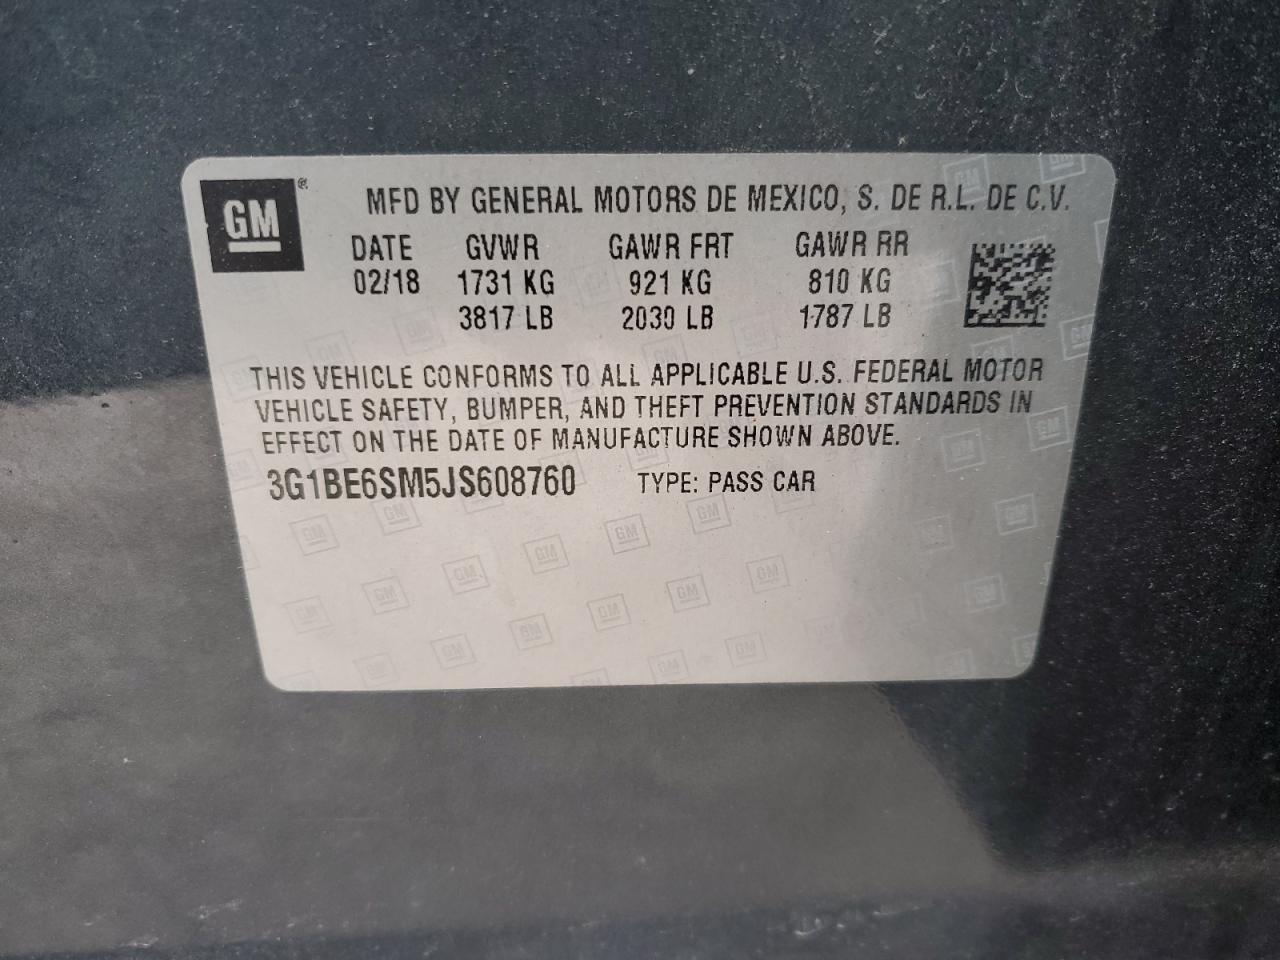 GM
®
MFD BY GENERAL MOTORS DE MEXICO, S. DE R.L. DE C.V.
DATE GVWR GAWR FRT GAWR RR
02/18 1731 KG 921 KG 810 KG
3817 LB 2030 LB 1787 LB
THIS VEHICLE CONFORMS TO ALL APPLICABLE U.S. FEDERAL MOTOR
VEHICLE SAFETY, BUMPER, AND THEFT PREVENTION STANDARDS IN
EFFECT ON THE DATE OF MANUFACTURE SHOWN ABOVE.
3G1BE6SM5JS608760 TYPE: PASS CAR